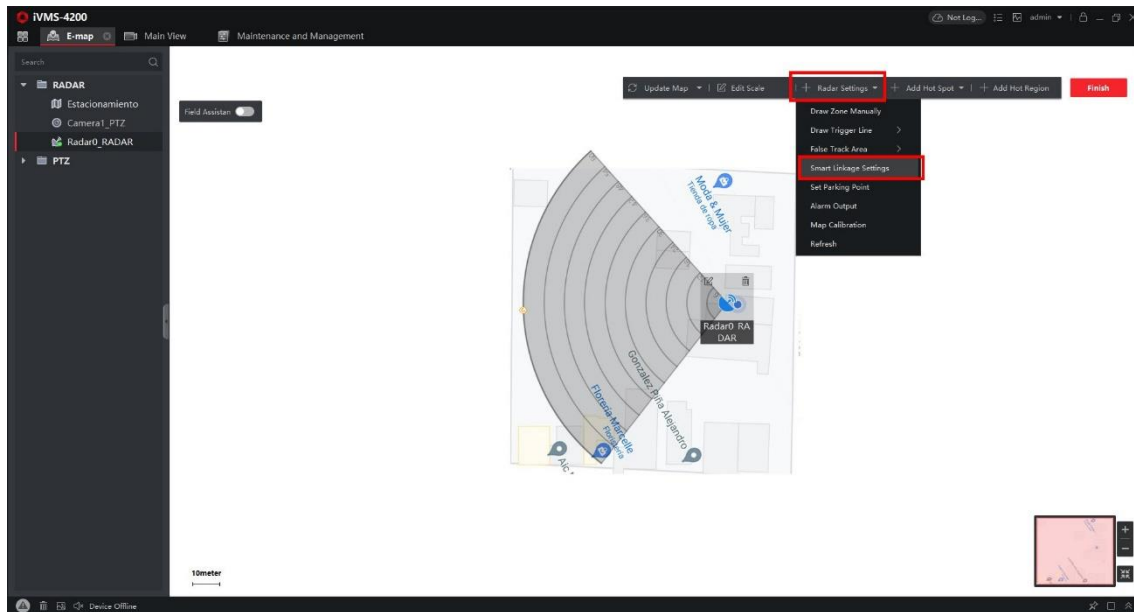 iVMS-4200
Not Log...
admin
E-map
Main View
Maintenance and Management
Search
RADAR
Estacionamiento
Camera1_PTZ
Radar0_RADAR
PTZ
Field Assistan
Update Map
Edit Scale
Radar Settings
Add Hot Spot
Add Hot Region
Finish
Draw Zone Manually
Draw Trigger Line
False Track Area
Smart Linkage Settings
Set Parking Point
Alarm Output
Map Calibration
Refresh
Moda & Mujer
Tienda de ropa
Radar0_RA
DAR
Gonzalez Piña Alejandro
Florería Marcelle
Floristería
10meter
Device Offline